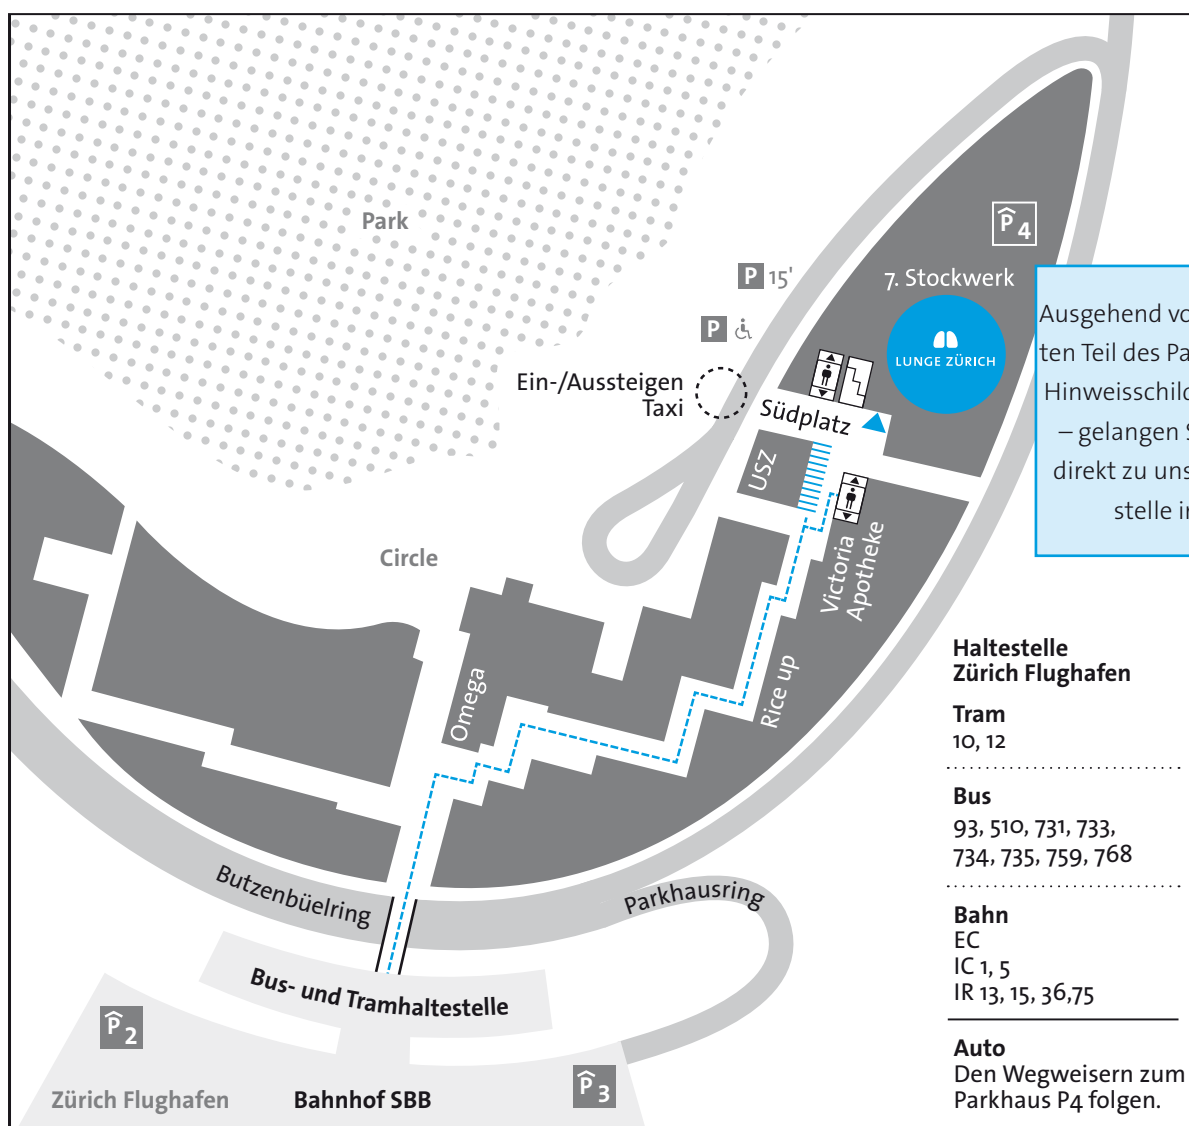 Park
P 15'
P
Ein-/Aussteigen
Taxi
P4
7. Stockwerk
LUNGE ZÜRICH
Südplatz
USZ
Victoria
Apotheke
Rice up
Omega
Circle
Butzenbüelring
Parkhausring
Bus- und Tramhaltestelle
P2
P3
Zürich Flughafen
Bahnhof SBB
Ausgehend vo
ten Teil des Pa
Hinweisschild
– gelangen S
direkt zu uns
stelle i
Haltestelle
Zürich Flughafen
Tram
10, 12
Bus
93, 510, 731, 733,
734, 735, 759, 768
Bahn
EC
IC 1, 5
IR 13, 15, 36,75
Auto
Den Wegweisern zum
Parkhaus P4 folgen.